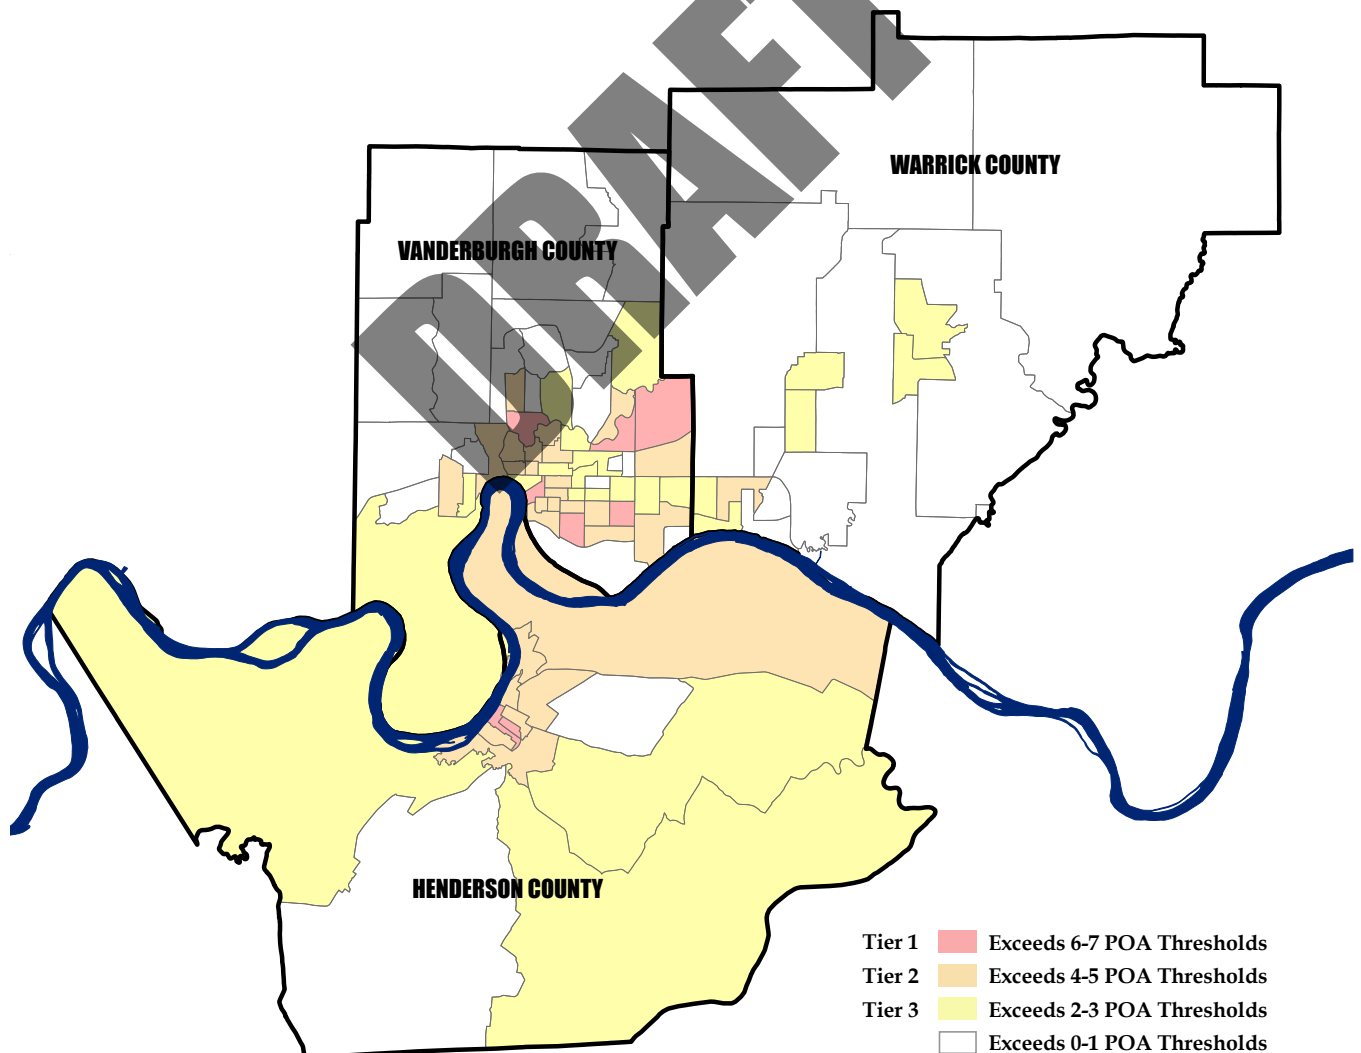 DRAFT
WARRICK COUNTY
VANDERBURGH COUNTY
HENDERSON COUNTY
Tier 1 Exceeds 6-7 POA Thresholds
Tier 2 Exceeds 4-5 POA Thresholds
Tier 3 Exceeds 2-3 POA Thresholds
Exceeds 0-1 POA Thresholds